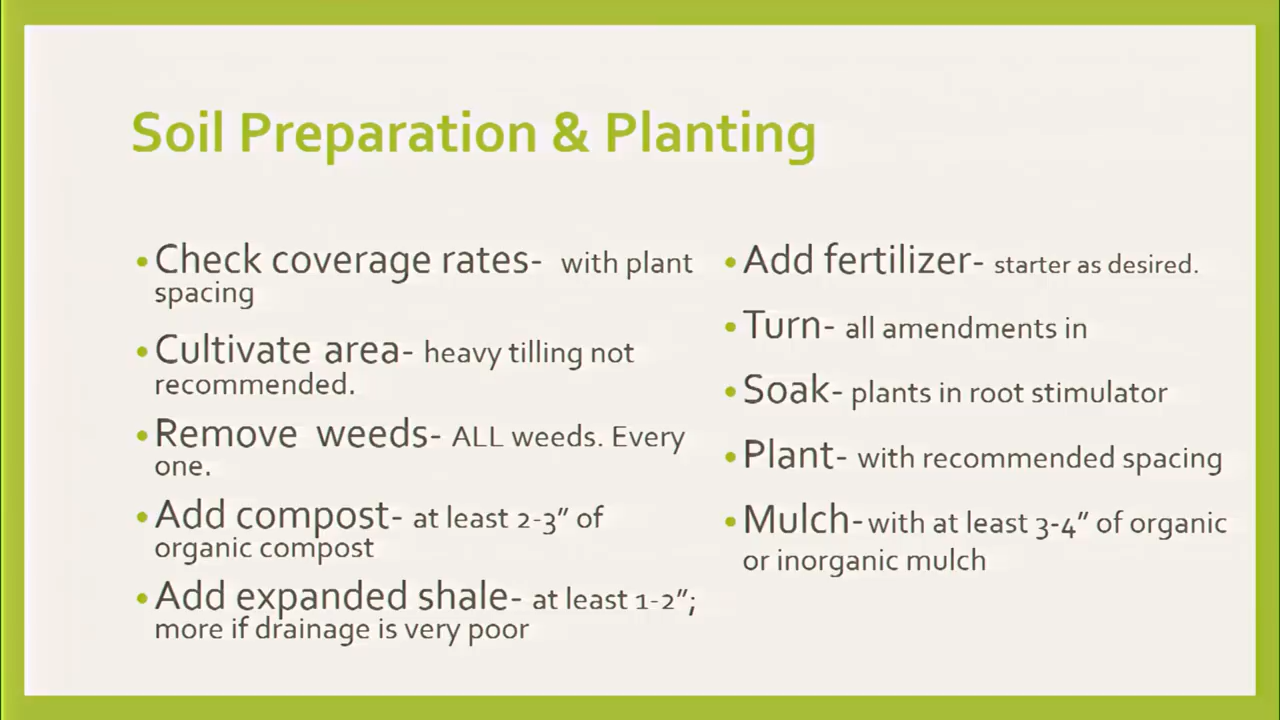 Soil Preparation & Planting
•Check coverage rates- with plant
spacing
•Cultivate area- heavy tilling not
recommended.
•Remove weeds- ALL weeds. Every
one.
•Add compost- at least 2-3” of
organic compost
•Add expanded shale- at least 1-2”;
more if drainage is very poor
•Add fertilizer- starter as desired.
•Turn- all amendments in
•Soak- plants in root stimulator
•Plant- with recommended spacing
•Mulch- with at least 3-4” of organic
or inorganic mulch